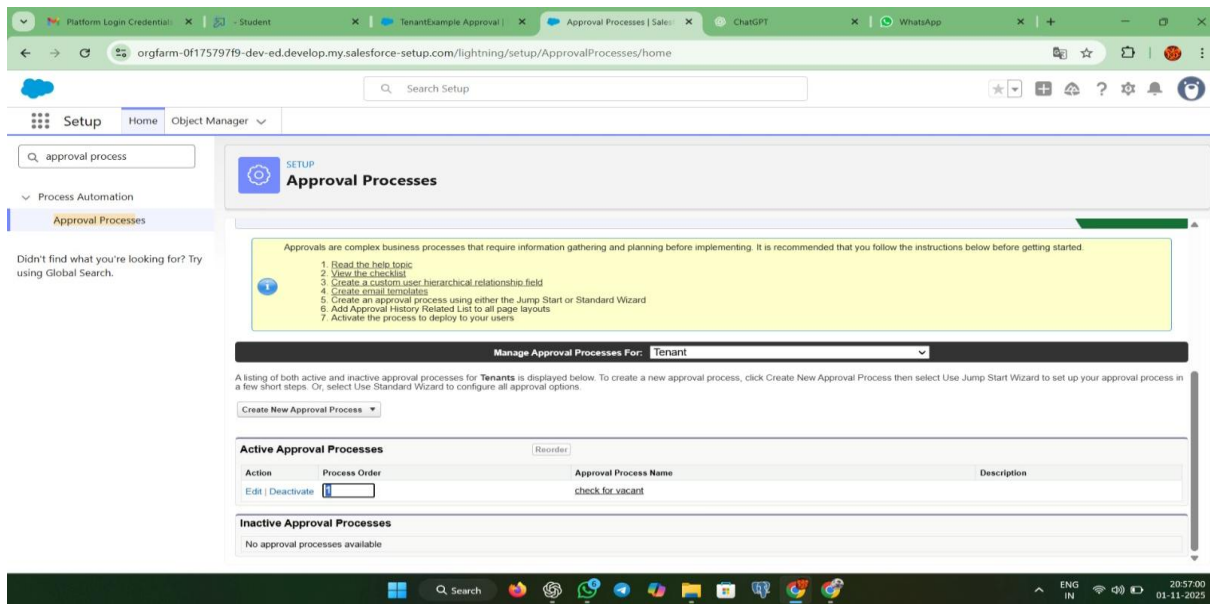 Platform Login Credentials
- Student
TenantExample Approval |
Approval Processes | Sales
ChatGPT
WhatsApp
orgfarm-0f175797f9-dev-ed.develop.my.salesforce-setup.com/lightning/setup/ApprovalProcesses/home
Search Setup
Setup Home Object Manager
approval process
Process Automation
Approval Processes
Didn't find what you're looking for? Try
using Global Search.
SETUP
Approval Processes
Approvals are complex business processes that require information gathering and planning before implementing. It is recommended that you follow the instructions below before getting started.
1. Read the help topic
2. View the checklist
3. Create a custom user hierarchical relationship field
4. Create email templates
5. Create an approval process using either the Jump Start or Standard Wizard
6. Add Approval History Related List to all page layouts
7. Activate the process to deploy to your users
Manage Approval Processes For: Tenant
A listing of both active and inactive approval processes for Tenants is displayed below. To create a new approval process, click Create New Approval Process then select Use Jump Start Wizard to set up your approval process in
a few short steps. Or, select Use Standard Wizard to configure all approval options.
Create New Approval Process
Active Approval Processes Reorder
Action Process Order Approval Process Name Description
Edit | Deactivate 1 check for vacant
Inactive Approval Processes
No approval processes available
Search
6
ENG
IN
20:57:00
01-11-2025